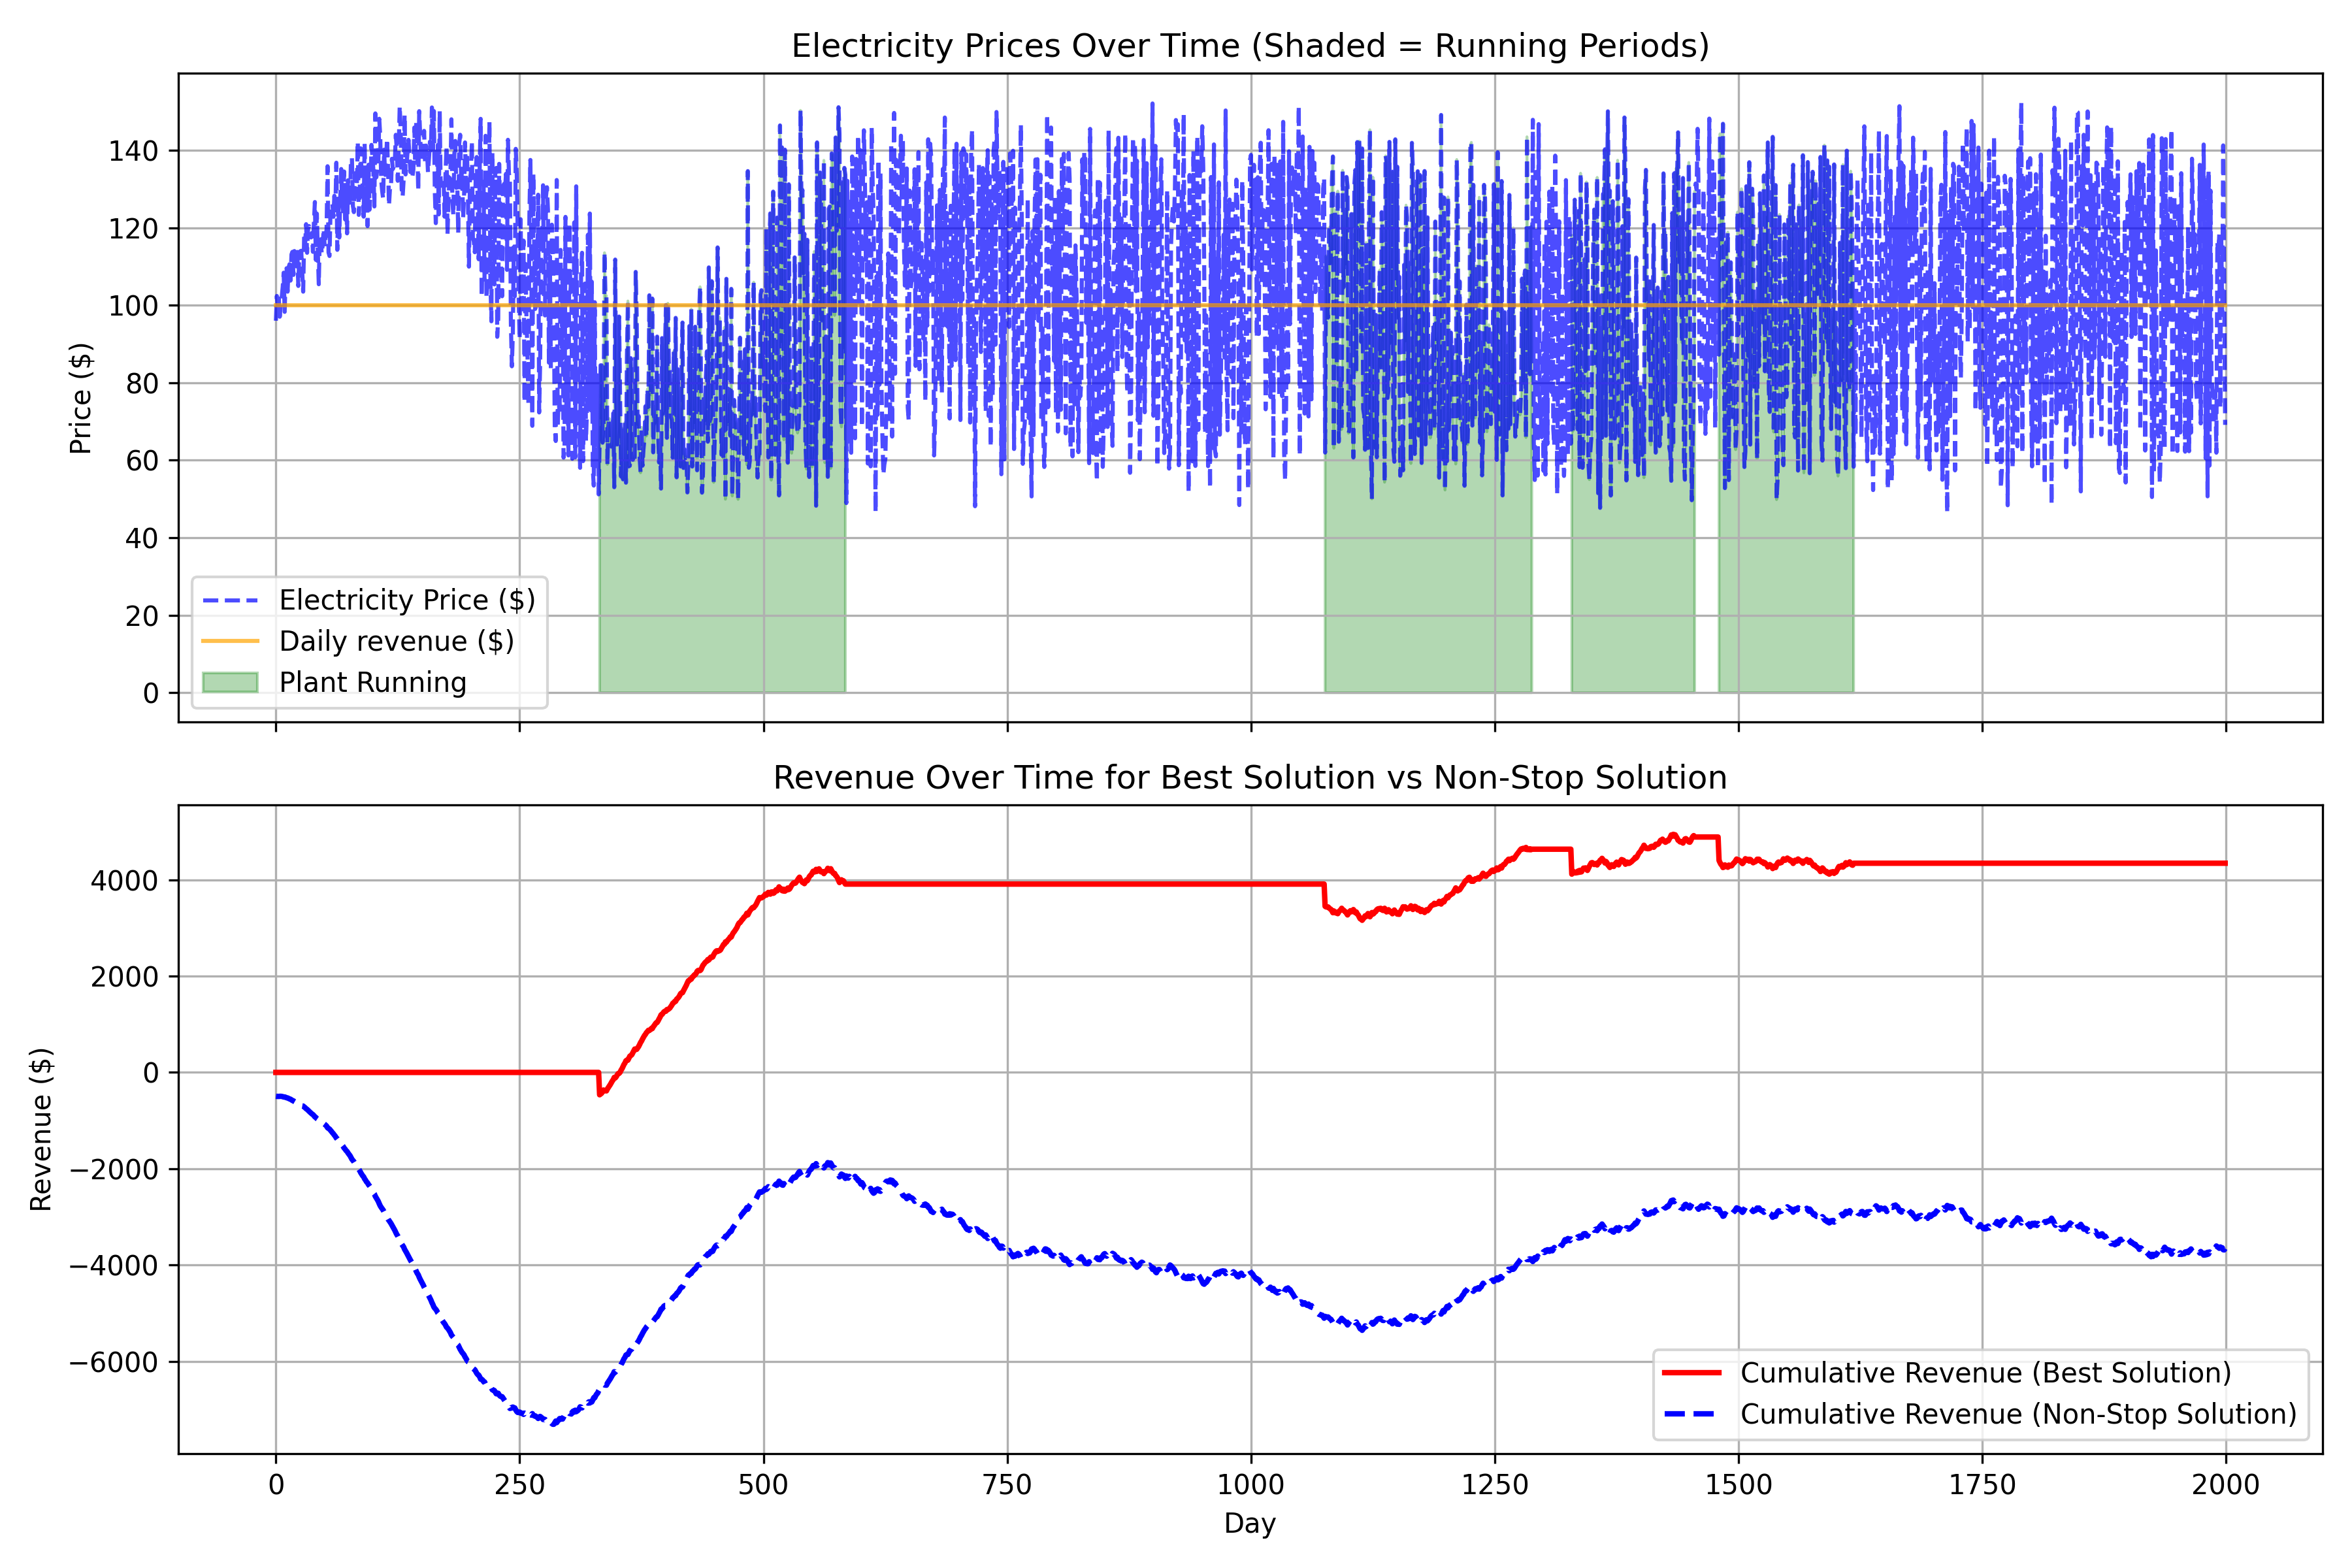 Electricity Prices Over Time (Shaded = Running Periods)
Price ($)
140
120
100
80
60
40
20
0
Electricity Price ($)
Daily revenue ($)
Plant Running
Revenue Over Time for Best Solution vs Non-Stop Solution
Revenue ($)
4000
2000
0
−2000
−4000
−6000
Cumulative Revenue (Best Solution)
Cumulative Revenue (Non-Stop Solution)
0 250 500 750 1000 1250 1500 1750 2000
Day